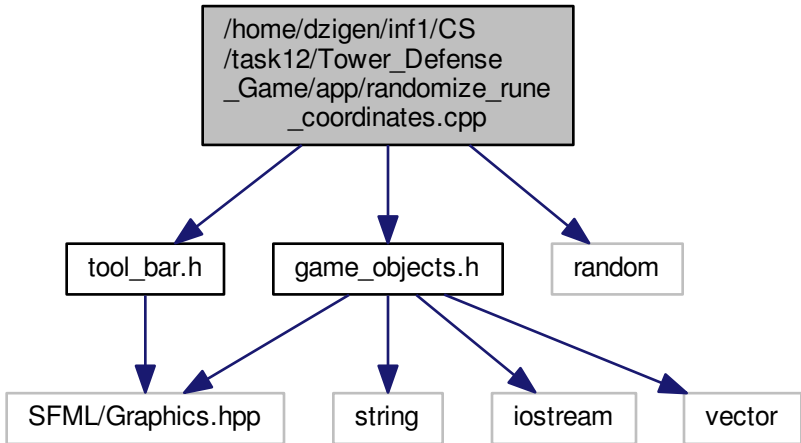 /home/dzigen/inf1/CS
/task12/Tower_Defense
_Game/app/randomize_rune
_coordinates.cpp
tool_bar.h
game_objects.h
random
SFML/Graphics.hpp
string
iostream
vector